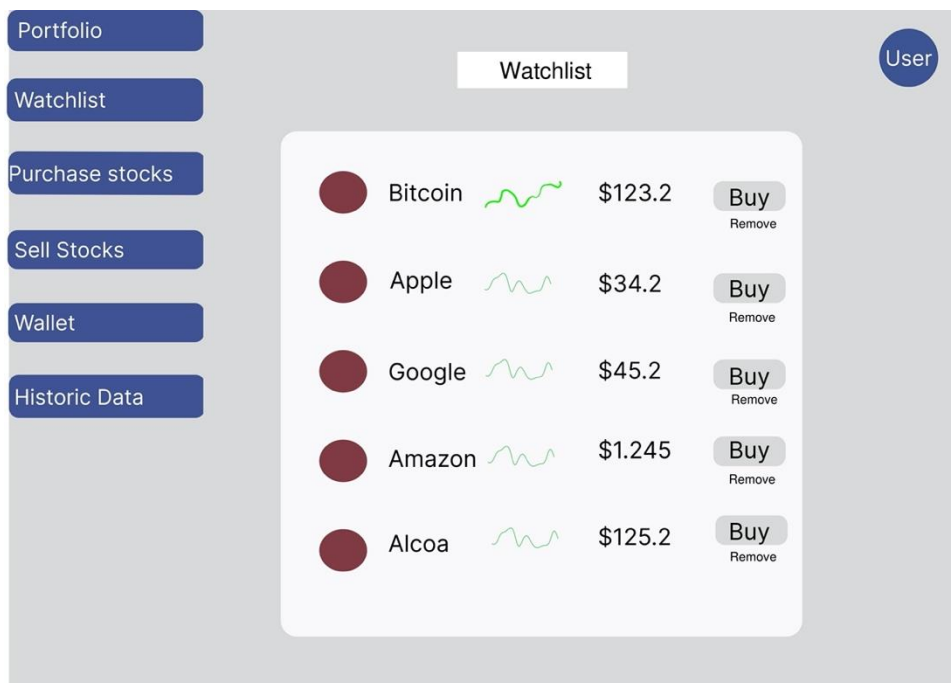 Portfolio
Watchlist
Purchase stocks
Sell Stocks
Wallet
Historic Data
Watchlist
User
Bitcoin $123.2 Buy
Remove
Apple $34.2 Buy
Remove
Google $45.2 Buy
Remove
Amazon $1.245 Buy
Remove
Alcoa $125.2 Buy
Remove